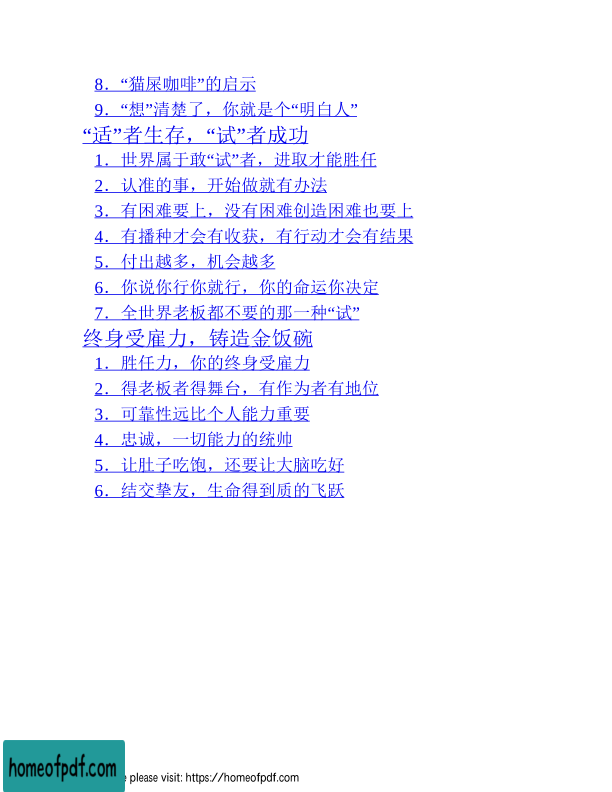 8．“猫屎咖啡”的启示
9．“想”清楚了，你就是个“明白人”
“适”者生存，“试”者成功
1．世界属于敢“试”者，进取才能胜任
2．认准的事，开始做就有办法
3．有困难要上，没有困难创造困难也要上
4．有播种才会有收获，有行动才会有结果
5．付出越多，机会越多
6．你说你行你就行，你的命运你决定
7．全世界老板都不要的那一种“试”
终身受雇力，铸造金饭碗
1．胜任力，你的终身受雇力
2．得老板者得舞台，有作为者有地位
3．可靠性远比个人能力重要
4．忠诚，一切能力的统帅
5．让肚子吃饱，还要让大脑吃好
6．结交挚友，生命得到质的飞跃
homeofpdf.com
e please visit: https://homeofpdf.com